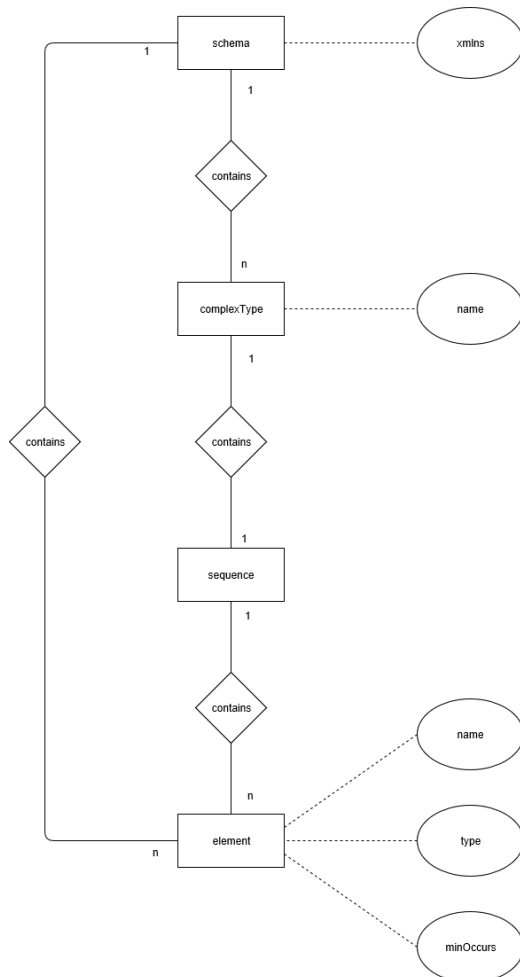 schema
xmlns
1
1
contains
n
complexType
name
1
contains
contains
1
sequence
1
contains
name
n
element
type
n
minOccurs